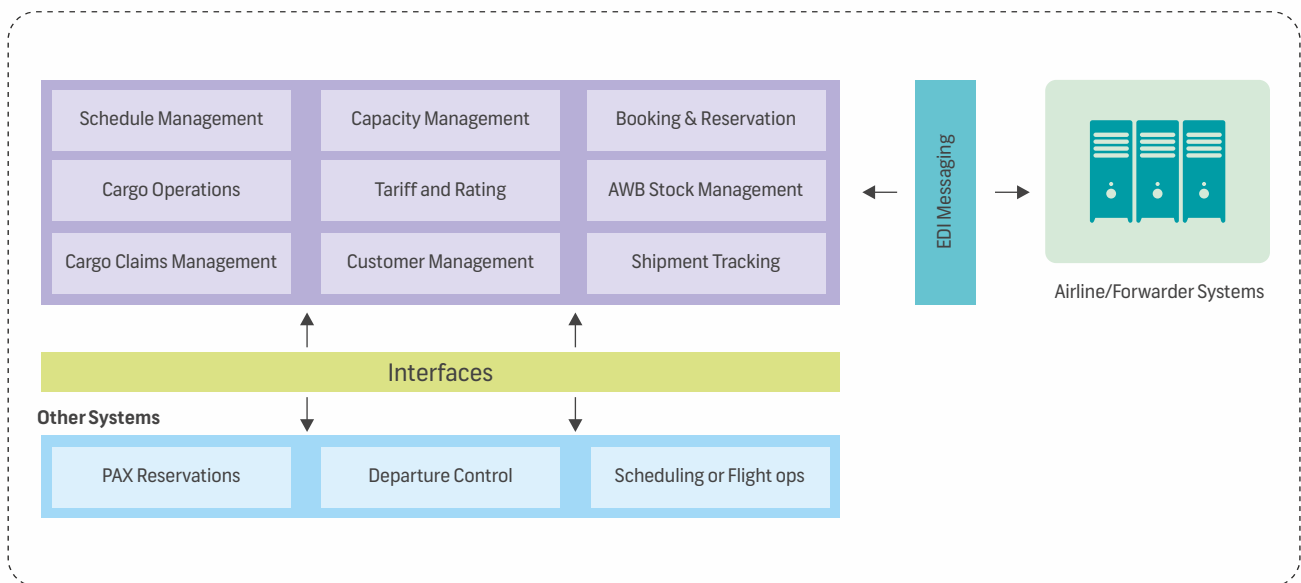 Schedule Management
Capacity Management
Booking & Reservation
Cargo Operations
Tariff and Rating
AWB Stock Management
Cargo Claims Management
Customer Management
Shipment Tracking
EDI Messaging
Airline/Forwarder Systems
Interfaces
Other Systems
PAX Reservations
Departure Control
Scheduling or Flight ops